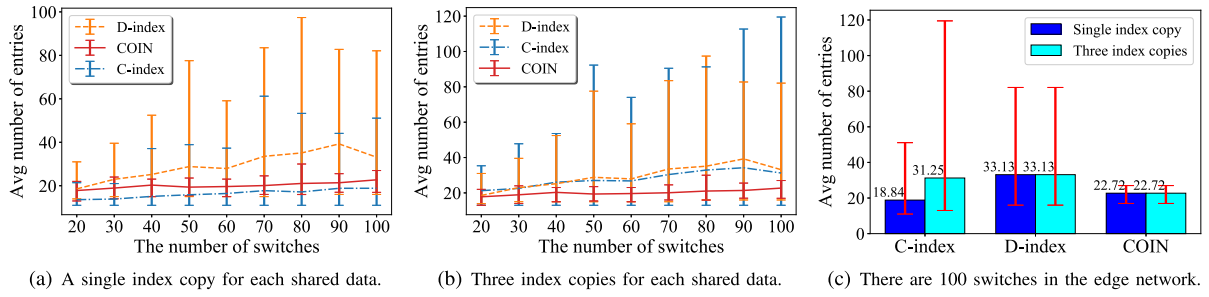 100
80
60
40
20
Avg number of entries
D-index
COIN
C-index
20 30 40 50 60 70 80 90 100
The number of switches
(a) A single index copy for each shared data.
120
100
80
60
40
20
0
Avg number of entries
D-index
C-index
COIN
20 30 40 50 60 70 80 90 100
The number of switches
(b) Three index copies for each shared data.
120
100
80
60
40
20
0
Avg number of entries
Single index copy
Three index copies
18.84 31.25 33.13 33.13 22.72 22.72
C-index D-index COIN
(c) There are 100 switches in the edge network.